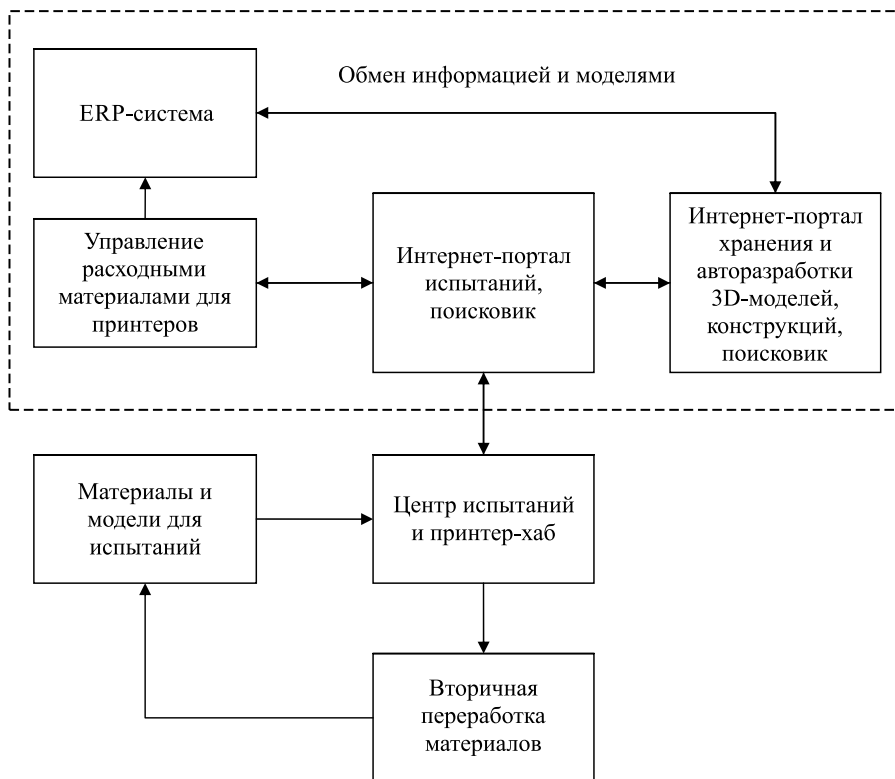 Обмен информацией и моделями
ERP-система
Управление
расходными
материалами для
принтеров
Интернет-портал
испытаний,
поисковик
Интернет-портал
хранения и
авторазработки
3D-моделей,
конструкций,
поисковик
Материалы и
модели для
испытаний
Центр испытаний
и принтер-хаб
Вторичная
переработка
материалов